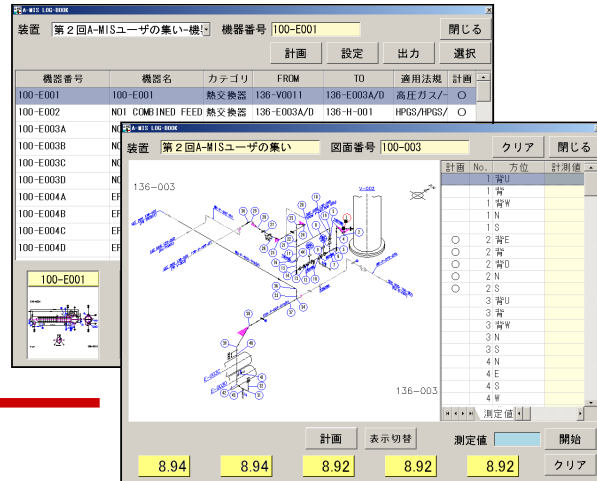 A-MIS LOG-BOOK
装置 第2回A-MISユーザの集い-機 機器番号 100-E001 閉じる
計画 設定 出力 選択
機器番号 機器名 カテゴリ FROM TO 適用法規 計画
100-E001 100-E001 熱交換器 136-V0011 136-E003A/D 高圧ガス/- ○
100-E002 NO1 COMBINED FEED 熱交換器 136-E003A/D 136-H-001 HPGS/HPGS/ ○
100-E003A
100-E003B
100-E003C
100-E003D
100-E004A
100-E004B
100-E004C
100-E004D
100-E001
A-MIS LOG-BOOK
装置 第2回A-MISユーザの集い 図面番号 100-003 クリア 閉じる
136-003
V-002
136-003
計画 No. 方位 計測値
1 背U
1 背
1 背W
1 N
1 S
○ 2 背E
○ 2 背
○ 2 背D
○ 2 N
○ 2 S
3 背U
3 背
3 背W
3 N
3 S
4 N
4 E
4 S
4 W
測定値
計画 表示切替 測定値 開始
8.94 8.94 8.92 8.92 8.92 クリア